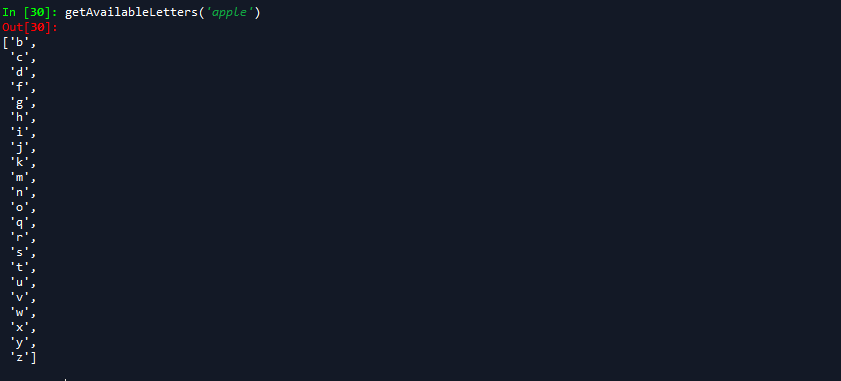 In [30]: getAvailableLetters('apple')
Out[30]:
['b',
'c',
'd',
'f',
'g',
'h',
'i',
'j',
'k',
'm',
'n',
'o',
'q',
'r',
's',
't',
'u',
'v',
'w',
'x',
'y',
'z']